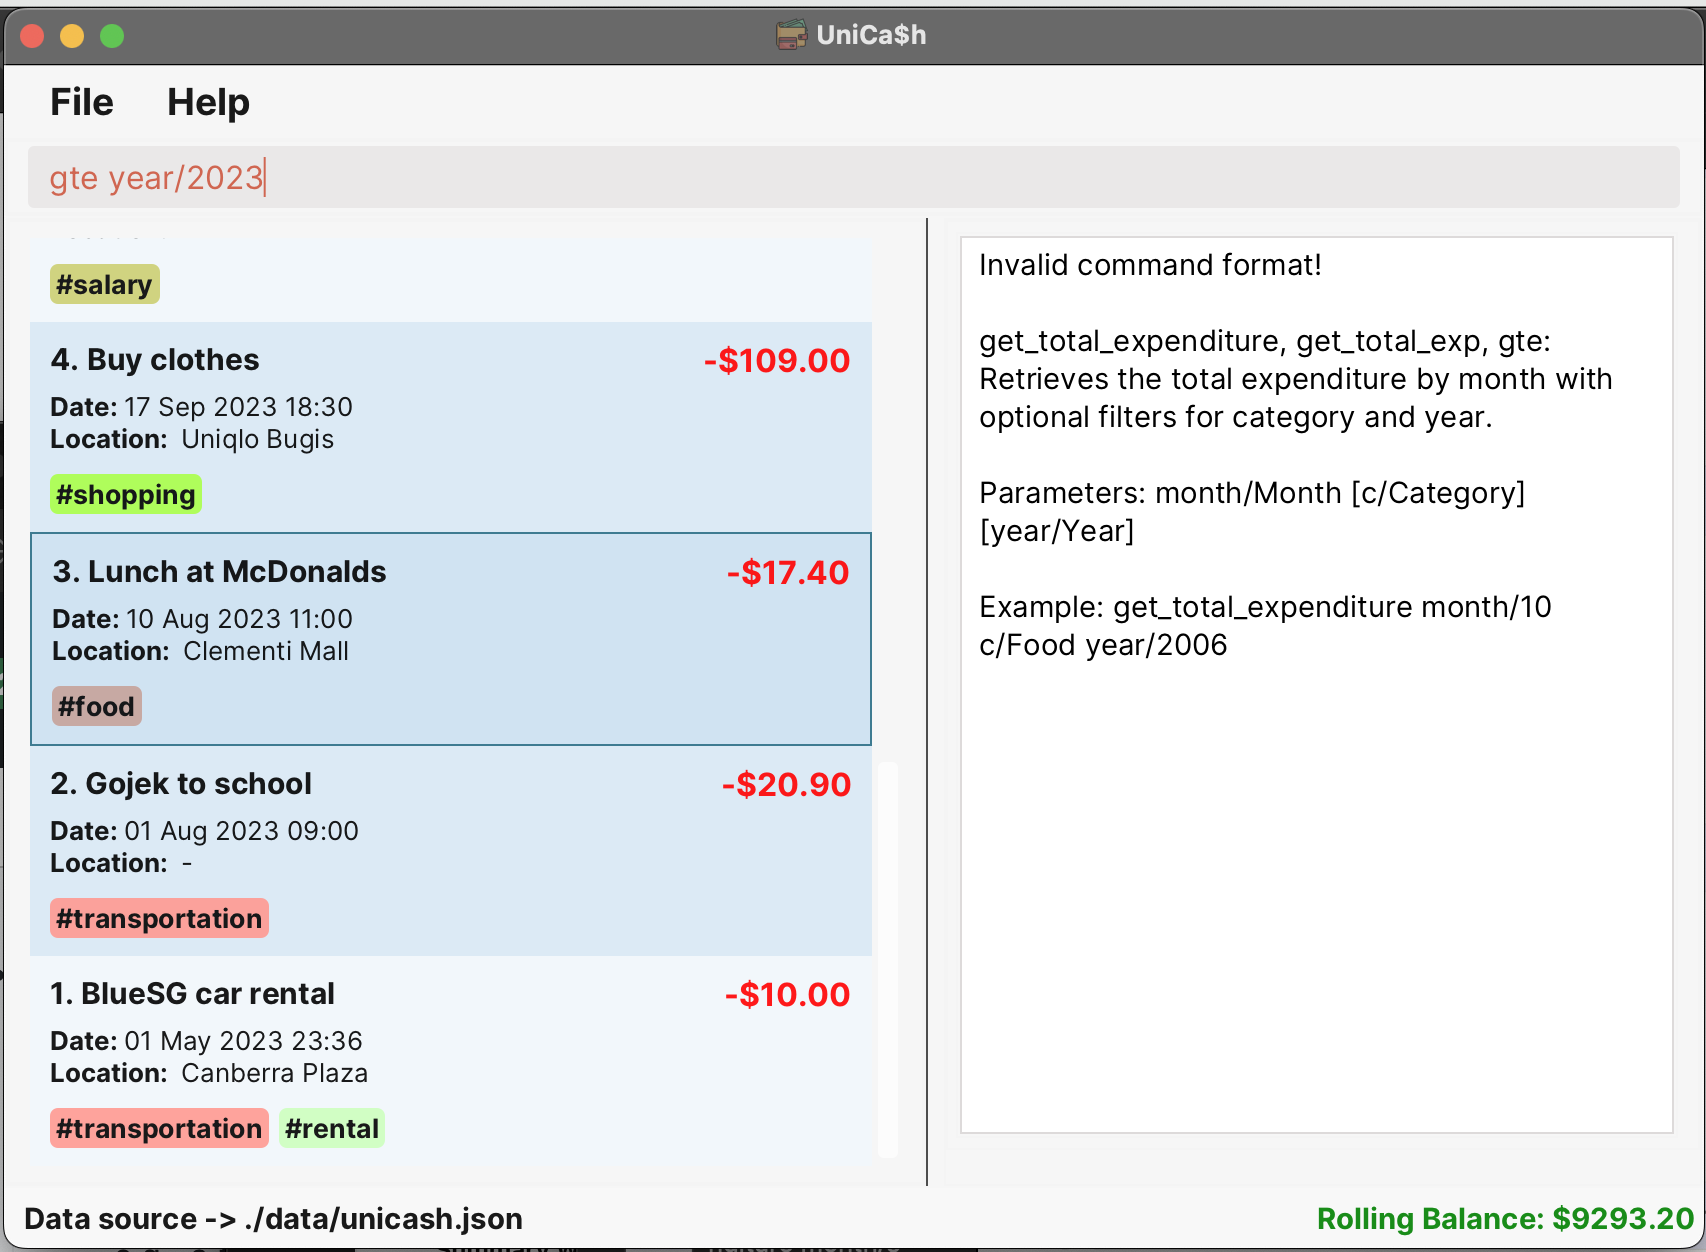 UniCa$h
File Help
gte year/2023
#salary
4. Buy clothes -$109.00
Date: 17 Sep 2023 18:30
Location: Uniqlo Bugis
#shopping
3. Lunch at McDonalds -$17.40
Date: 10 Aug 2023 11:00
Location: Clementi Mall
#food
2. Gojek to school -$20.90
Date: 01 Aug 2023 09:00
Location: -
#transportation
1. BlueSG car rental -$10.00
Date: 01 May 2023 23:36
Location: Canberra Plaza
#transportation #rental
Invalid command format!
get_total_expenditure, get_total_exp, gte:
Retrieves the total expenditure by month with
optional filters for category and year.
Parameters: month/Month [c/Category]
[year/Year]
Example: get_total_expenditure month/10
c/Food year/2006
Data source -> ./data/unicash.json
Rolling Balance: $9293.20